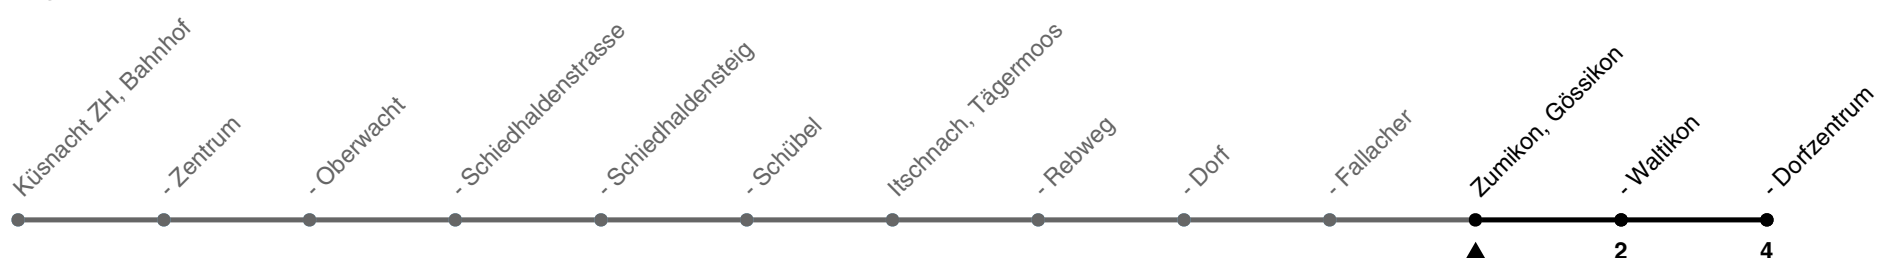 Küsnacht ZH, Bahnhof
- Zentrum
- Oberwacht
- Schiedhaldenstrasse
- Schiedhaldensteig
- Schübel
Itschnach, Tägermoos
- Rebweg
- Dorf
- Fallacher
Zumikon, Gössikon
- Waltikon
- Dorfzentrum
2
4